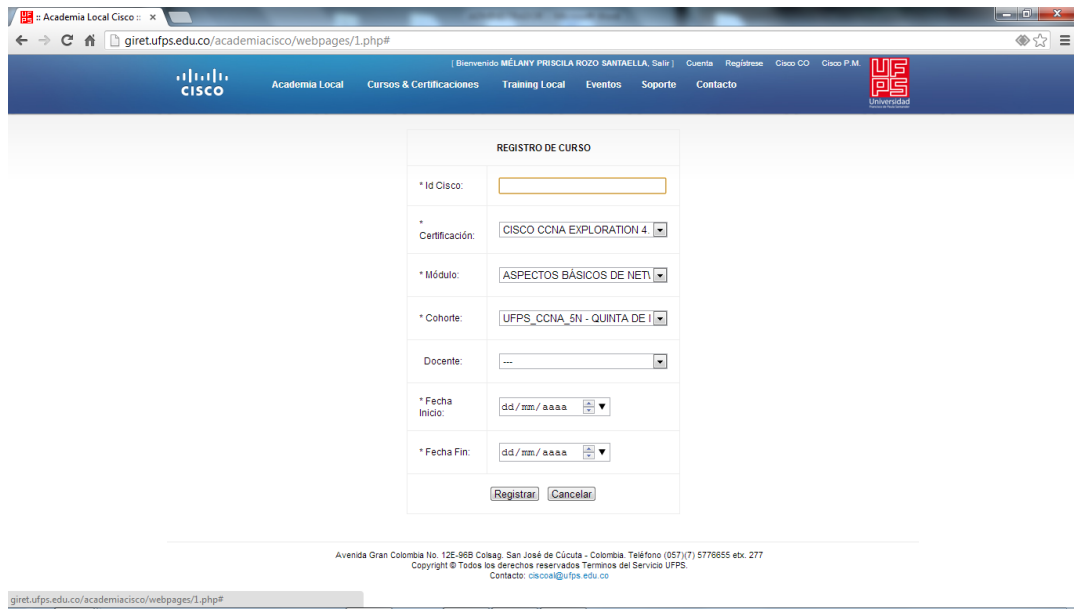 :: Academia Local Cisco ::
giret.ufps.edu.co/academiacisco/webpages/1.php#
| Bienvenido MÉLANY PRISCILA ROZO SANTAELLA, Salir | Cuenta Regístrese Cisco CO Cisco P.M.
CISCO
Academia Local Cursos & Certificaciones Training Local Eventos Soporte Contacto
UFPS
Universidad
REGISTRO DE CURSO
* Id Cisco:
* Certificación: CISCO CCNA EXPLORATION 4.
* Módulo: ASPECTOS BÁSICOS DE NET
* Cohorte: UFPS_CCNA_5N - QUINTA DE
Docente: ---
* Fecha Inicio: dd/mm/aaaa
* Fecha Fin: dd/mm/aaaa
Registrar Cancelar
Avenida Gran Colombia No. 12E-96B Colsag. San José de Cúcuta - Colombia. Teléfono (057)(7) 5776655 etx. 277
Copyright © Todos los derechos reservados Terminos del Servicio UFPS.
Contacto: ciscoal@ufps.edu.co
giret.ufps.edu.co/academiacisco/webpages/1.php#